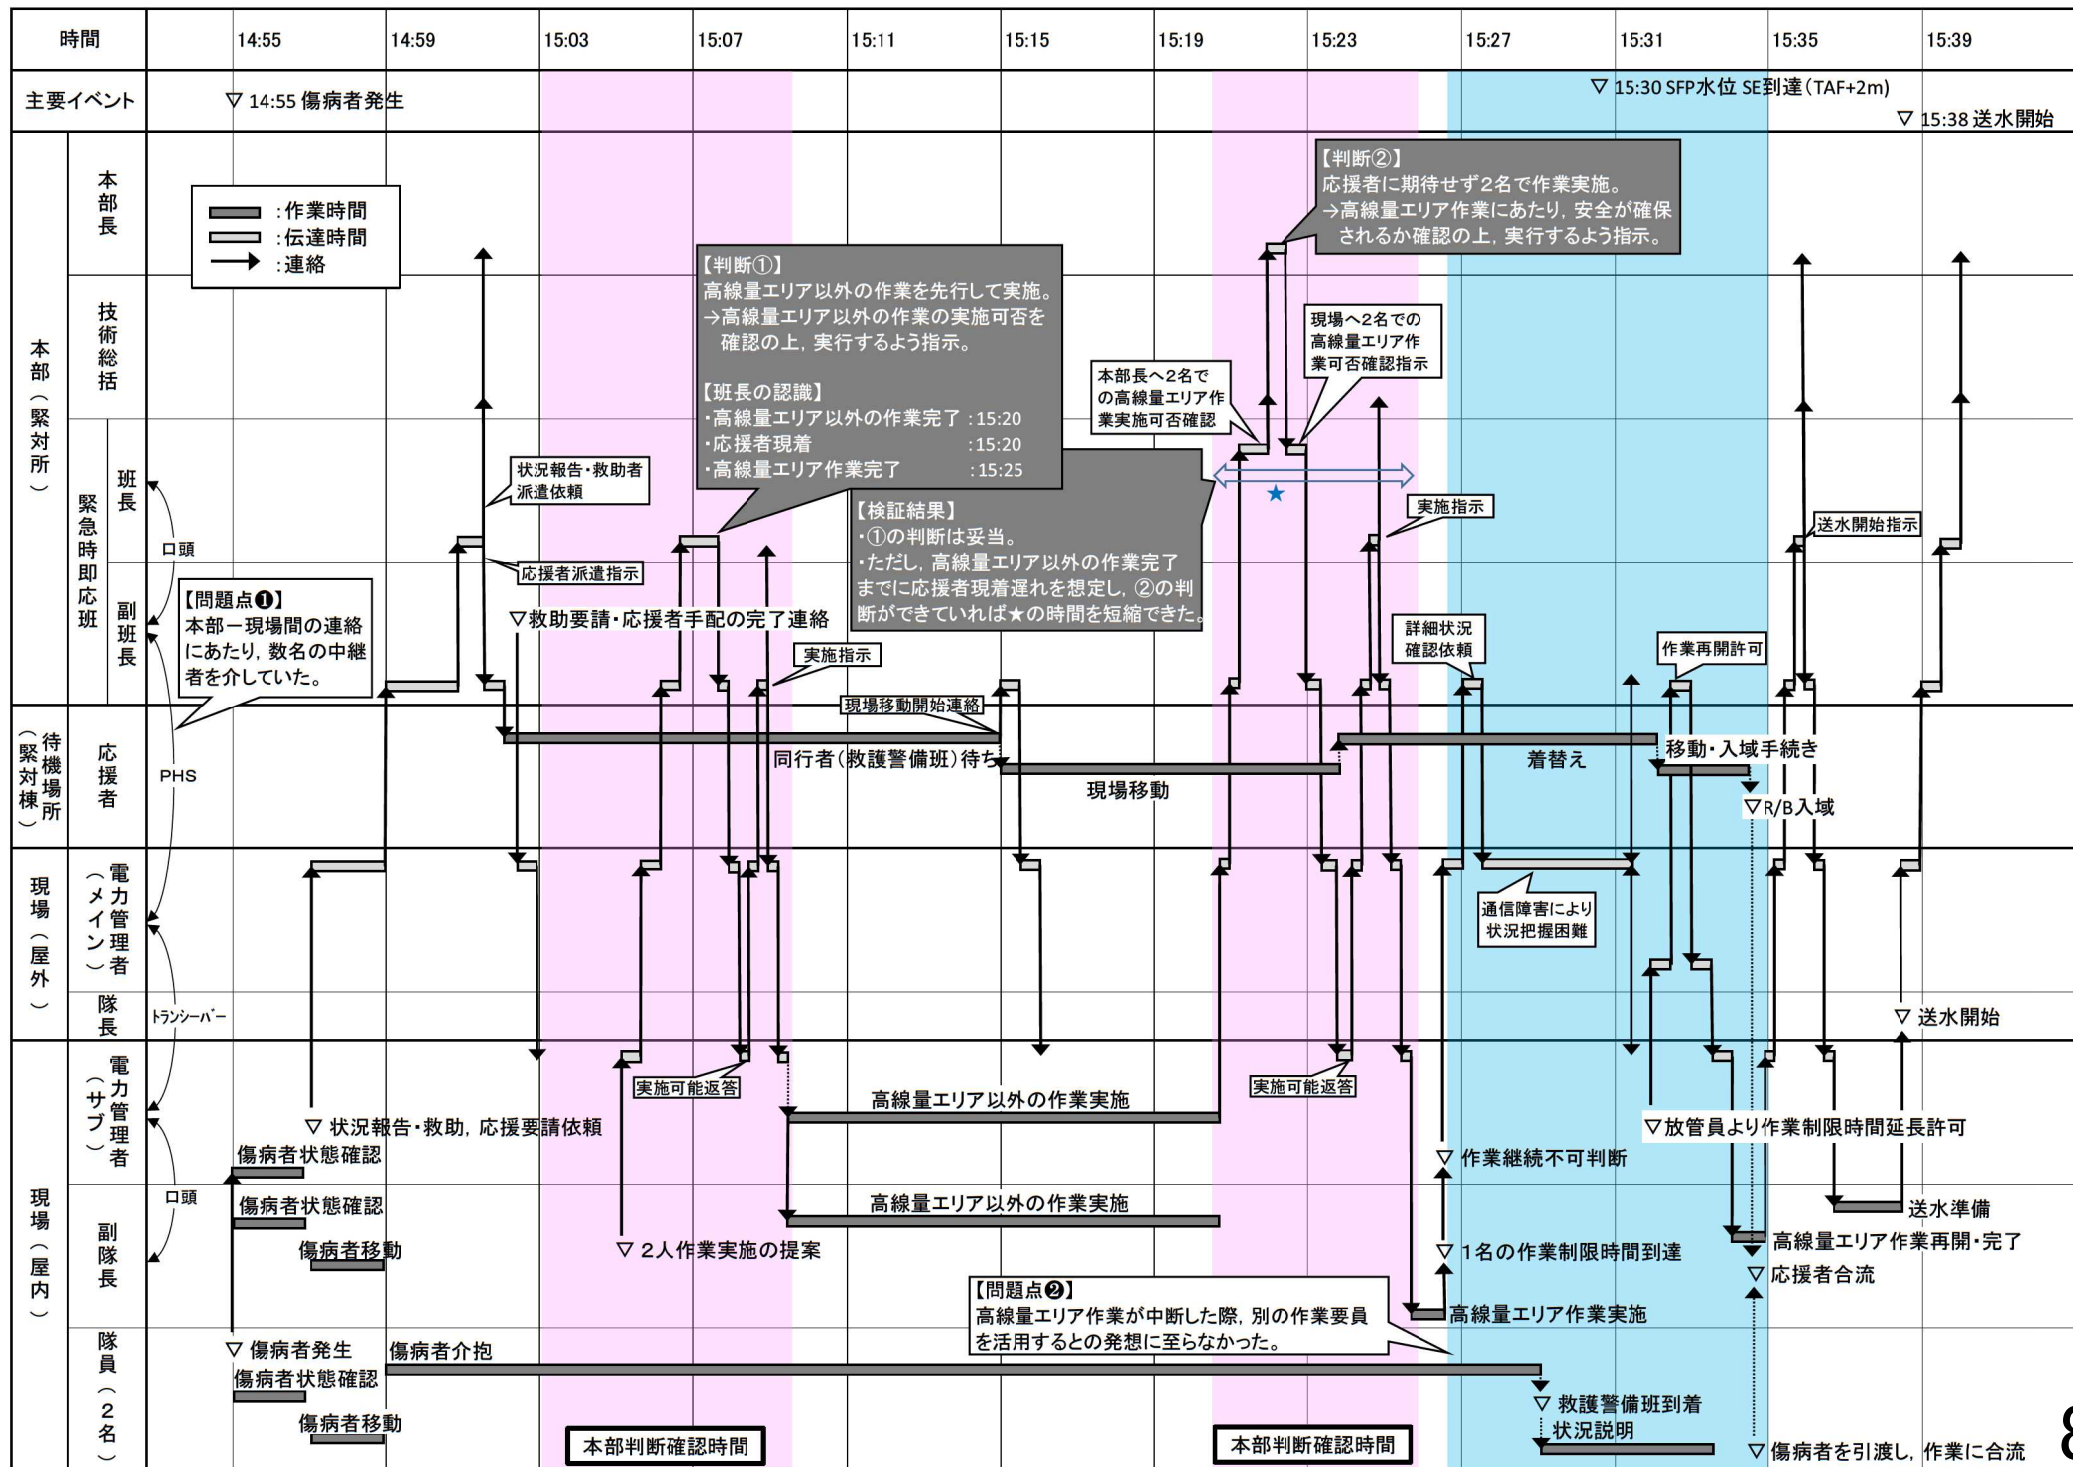 時間
14:55
14:59
15:03
15:07
15:11
15:15
15:19
15:23
15:27
15:31
15:35
15:39
主要イベント
▽ 14:55 傷病者発生
▽ 15:30 SFP水位 SE到達（TAF+2m）
▽ 15:38 送水開始
本部（緊対所）
本部長
技術総括
緊急時即応班
班長
副班長
待機場所（緊対棟）
応援者
現場（屋外）
電力管理者（メイン）
隊長
現場（屋内）
電力管理者（サブ）
副隊長
隊員（２名）
：作業時間
：伝達時間
：連絡
口頭
PHS
トランシーバー
口頭
【問題点❶】
本部－現場間の連絡
にあたり，数名の中継
者を介していた。
状況報告・救助者
派遣依頼
応援者派遣指示
▽救助要請・応援者手配の完了連絡
【判断①】
高線量エリア以外の作業を先行して実施。
→高線量エリア以外の作業の実施可否を
確認の上，実行するよう指示。
【班長の認識】
・高線量エリア以外の作業完了：15:20
・応援者現着：15:20
・高線量エリア作業完了：15:25
【検証結果】
・①の判断は妥当。
・ただし，高線量エリア以外の作業完了
までに応援者現着遅れを想定し，②の判
断ができていれば★の時間を短縮できた。
【判断②】
応援者に期待せず２名で作業実施。
→高線量エリア作業にあたり，安全が確保
されるか確認の上，実行するよう指示。
本部長へ２名で
の高線量エリア作
業実施可否確認
現場へ２名での
高線量エリア作
業可否確認指示
★
実施指示
実施指示
送水開始指示
詳細状況
確認依頼
作業再開許可
現場移動開始連絡
同行者（救護警備班）待ち
現場移動
着替え
移動・入域手続き
▽R/B入域
通信障害により
状況把握困難
▽ 送水開始
実施可能返答
実施可能返答
高線量エリア以外の作業実施
▽ 状況報告・救助，応援要請依頼
▽放管員より作業制限時間延長許可
傷病者状態確認
▽ 作業継続不可判断
傷病者状態確認
高線量エリア以外の作業実施
送水準備
傷病者移動
▽ ２人作業実施の提案
▽ １名の作業制限時間到達
高線量エリア作業再開・完了
▽ 応援者合流
【問題点❷】
高線量エリア作業が中断した際，別の作業要員
を活用するとの発想に至らなかった。
高線量エリア作業実施
▽ 傷病者発生
傷病者介抱
傷病者状態確認
▽ 救護警備班到着
傷病者移動
状況説明
▽ 傷病者を引渡し，作業に合流
本部判断確認時間
本部判断確認時間
8